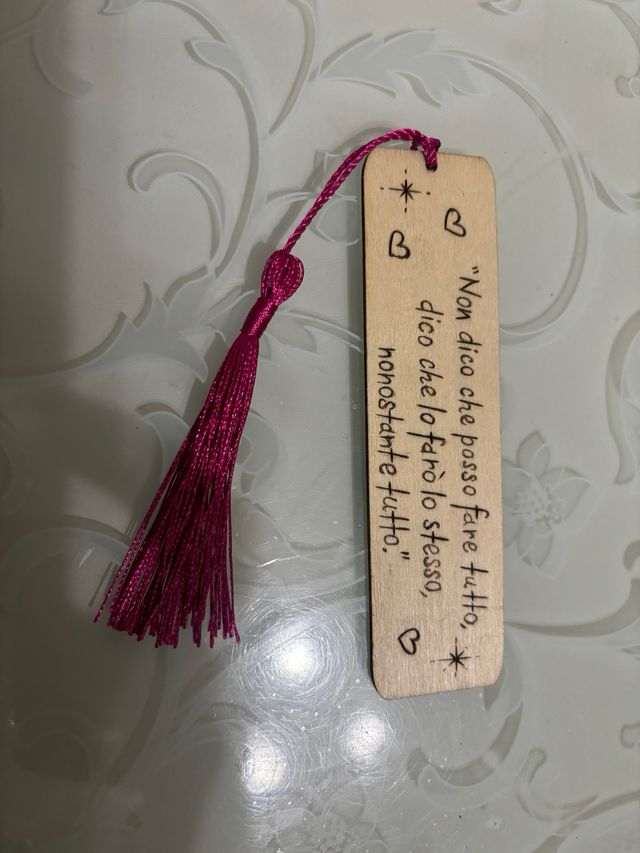 "Non dico che posso fare tutto,
dico che lo farò lo stesso,
nonostante tutto."